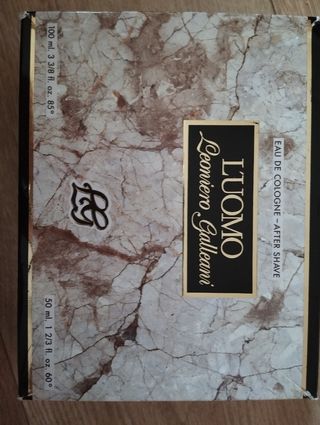 EAU DE COLOGNE - AFTER SHAVE
L'UOMO
Leoniero Galleani
LG
100 ml. 3 3/8 fl. oz. 85°
50 ml. 1 2/3 fl. oz. 60°